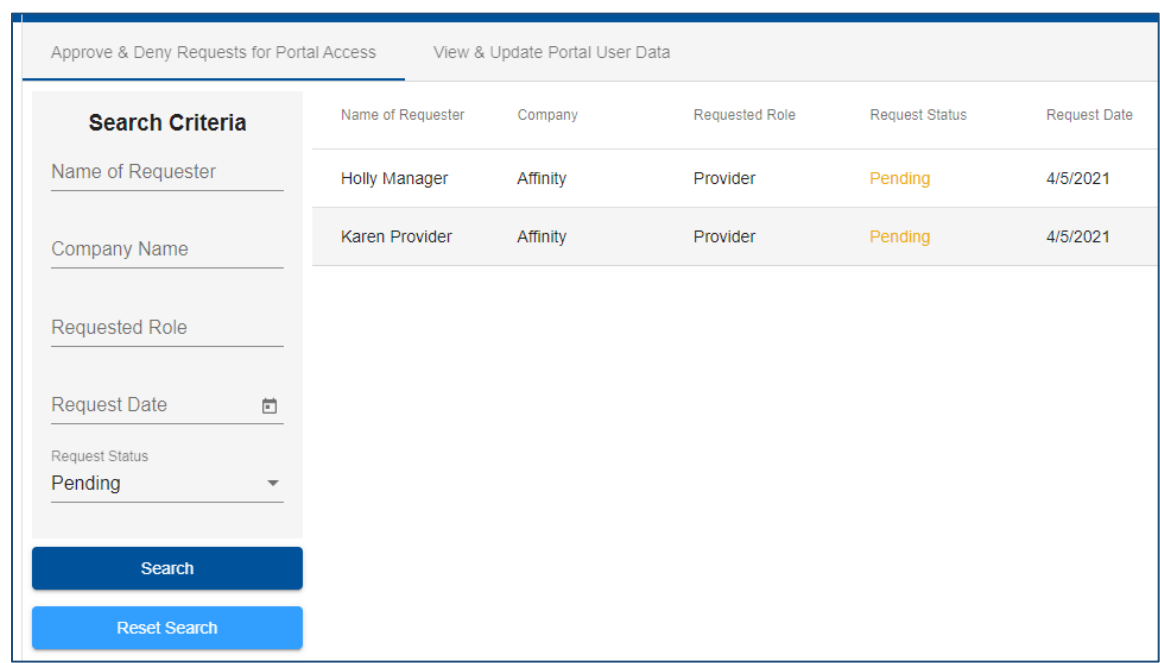 Approve & Deny Requests for Portal Access View & Update Portal User Data
Search Criteria
Name of Requester
Company Name
Requested Role
Request Date
Request Status
Pending
Search
Reset Search
Name of Requester Company Requested Role Request Status Request Date
Holly Manager Affinity Provider Pending 4/5/2021
Karen Provider Affinity Provider Pending 4/5/2021